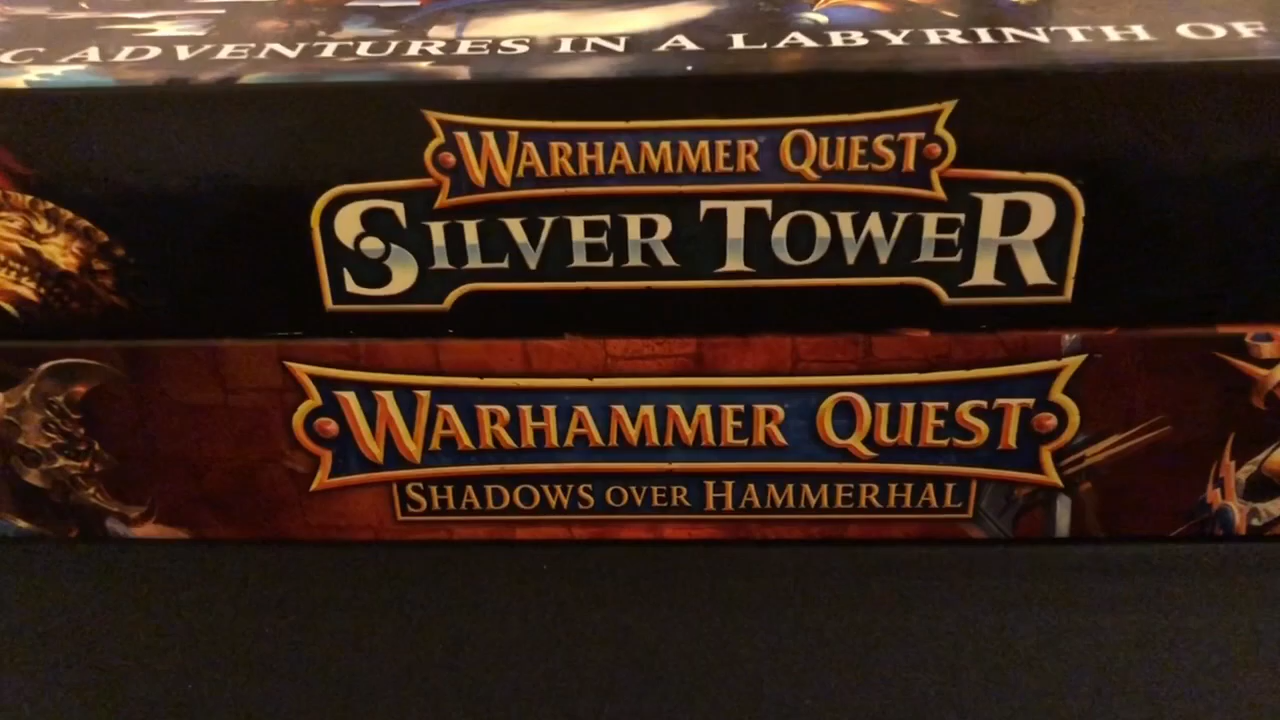 C ADVENTURES IN A LABYRINTH OF
WARHAMMER QUEST
SILVER TOWER
WARHAMMER QUEST
SHADOWS OVER HAMMERHAL